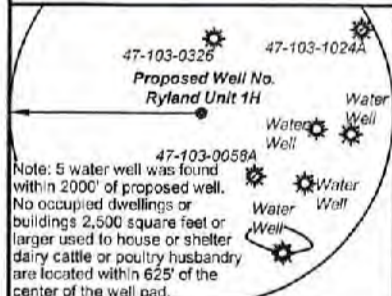 47-103-0326
47-103-1024A
Proposed Well No.
Ryland Unit 1H
Water
Well
Water
Well
47-103-0056A
Water
Well
Water
Well
Note: 5 water well was found
within 2000' of proposed well.
No occupied dwellings or
buildings 2,500 square feet or
larger used to house or shelter
dairy cattle or poultry husbandry
are located within 625' of the
center of the well pad.